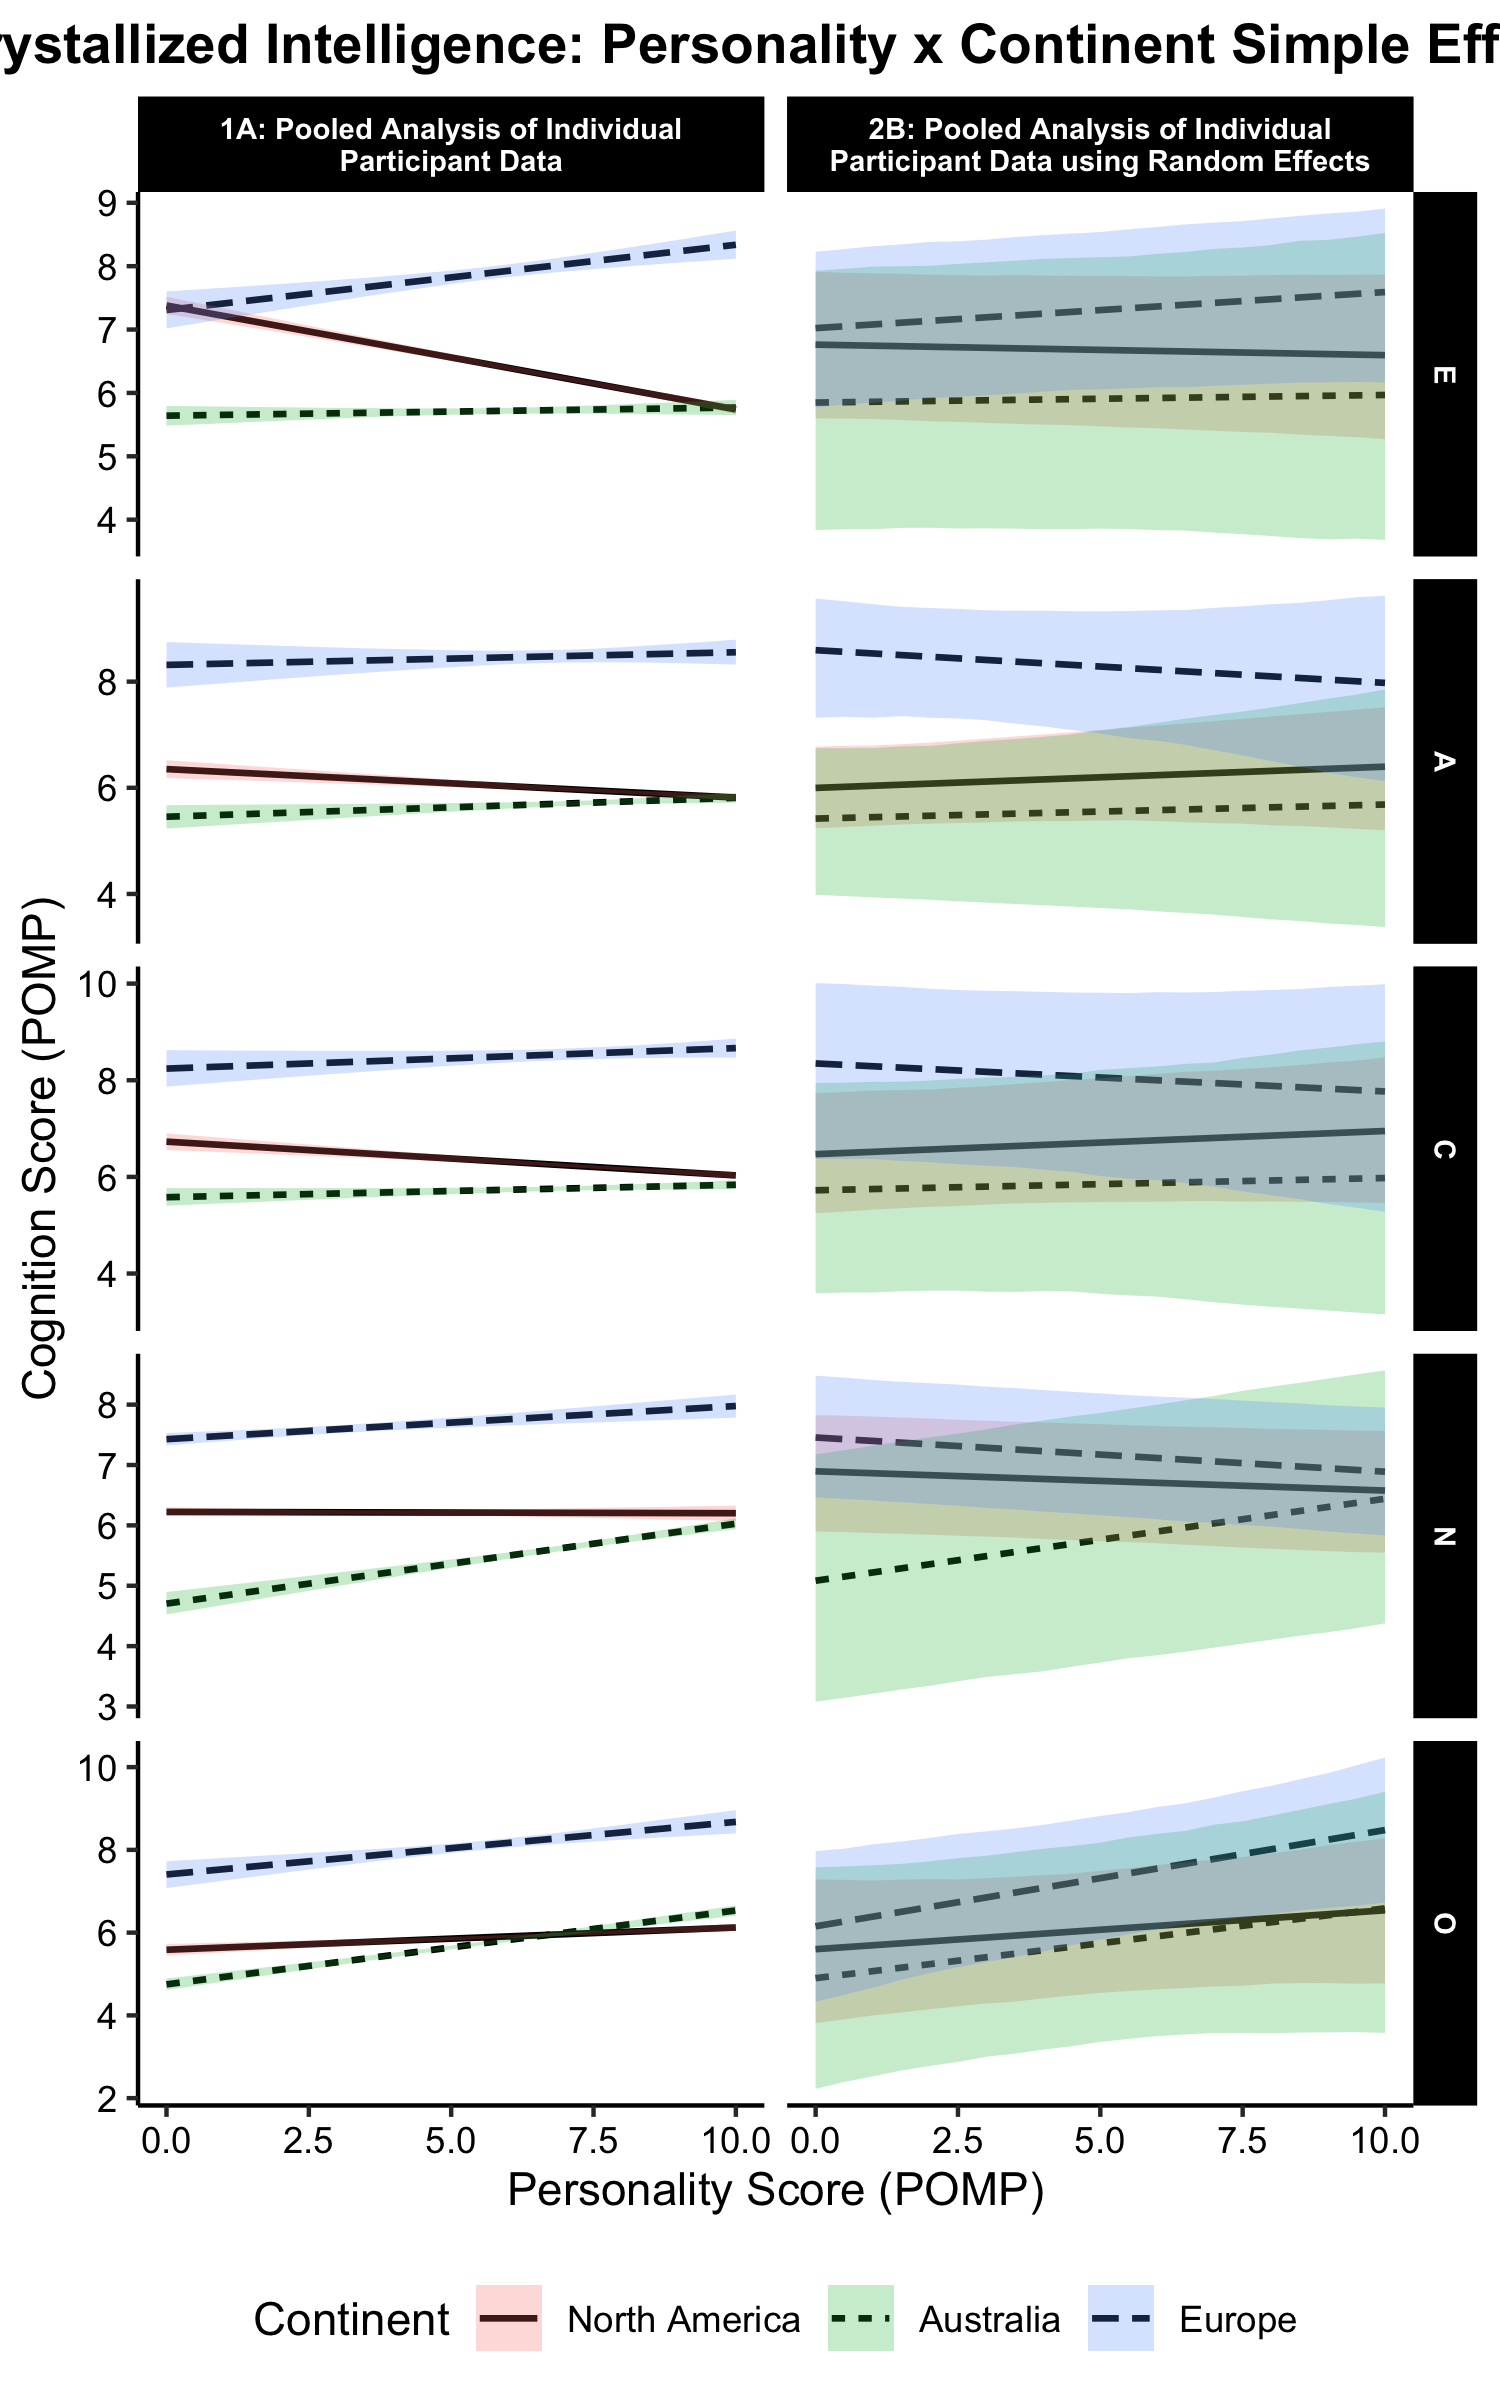 rystallized Intelligence: Personality x Continent Simple Eff
1A: Pooled Analysis of Individual
Participant Data
2B: Pooled Analysis of Individual
Participant Data using Random Effects
9
8
7
6
5
4
E
8
6
4
A
10
8
6
4
C
8
7
6
5
4
3
N
10
8
6
4
2
O
Cognition Score (POMP)
0.0 2.5 5.0 7.5 10.0 0.0 2.5 5.0 7.5 10.0
Personality Score (POMP)
Continent North America Australia Europe